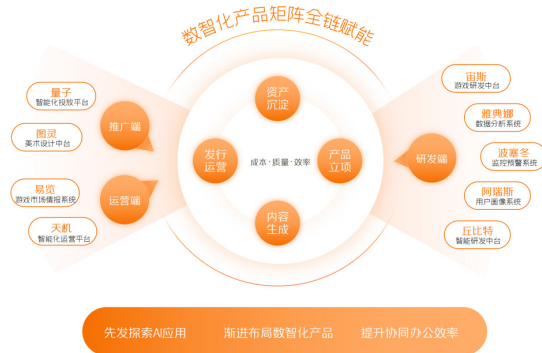 数智化产品矩阵全链赋能
量子
智能化投放平台
图灵
美术设计中台
推广端
易览
游戏市场情报系统
天机
智能化运营平台
运营端
资产
沉淀
发行
运营
成本·质量·效率
产品
立项
内容
生成
研发端
宙斯
游戏研发中台
雅典娜
数据分析系统
波塞冬
监控预警系统
阿瑞斯
用户画像系统
丘比特
智能研发中台
先发探索AI应用 渐进布局数智化产品 提升协同办公效率